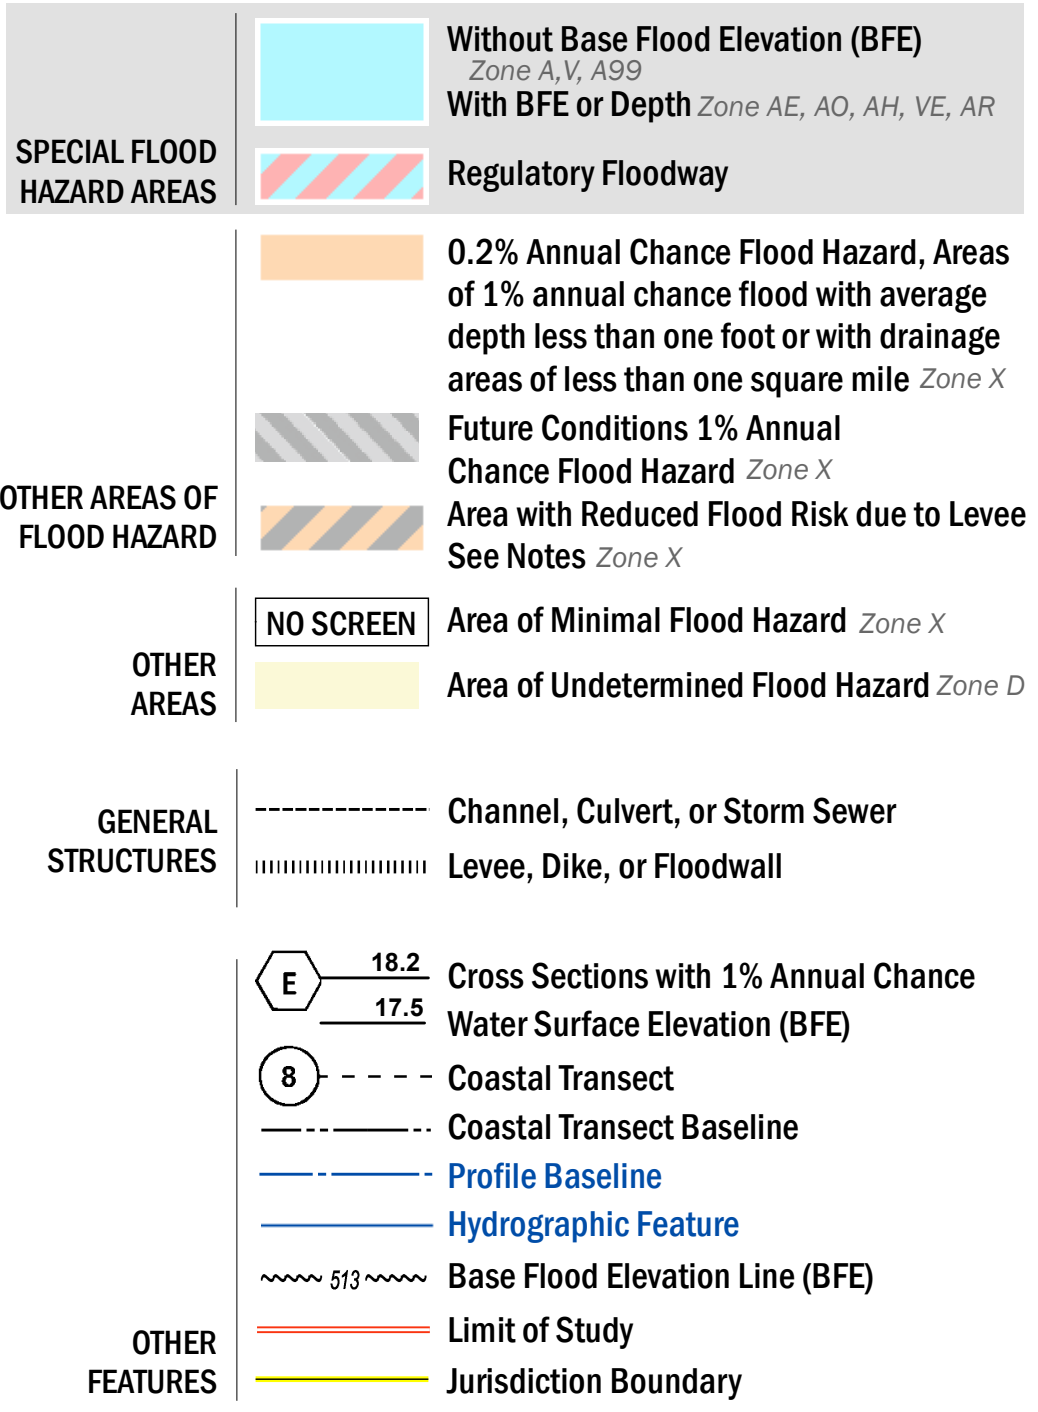 SPECIAL FLOOD
HAZARD AREAS
Without Base Flood Elevation (BFE)
Zone A,V, A99
With BFE or Depth Zone AE, AO, AH, VE, AR
Regulatory Floodway
OTHER AREAS OF
FLOOD HAZARD
0.2% Annual Chance Flood Hazard, Areas
of 1% annual chance flood with average
depth less than one foot or with drainage
areas of less than one square mile Zone X
Future Conditions 1% Annual
Chance Flood Hazard Zone X
Area with Reduced Flood Risk due to Levee
See Notes Zone X
OTHER
AREAS
NO SCREEN Area of Minimal Flood Hazard Zone X
Area of Undetermined Flood Hazard Zone D
GENERAL
STRUCTURES
Channel, Culvert, or Storm Sewer
Levee, Dike, or Floodwall
OTHER
FEATURES
E 18.2 Cross Sections with 1% Annual Chance
17.5 Water Surface Elevation (BFE)
8 Coastal Transect
Coastal Transect Baseline
Profile Baseline
Hydrographic Feature
513 Base Flood Elevation Line (BFE)
Limit of Study
Jurisdiction Boundary